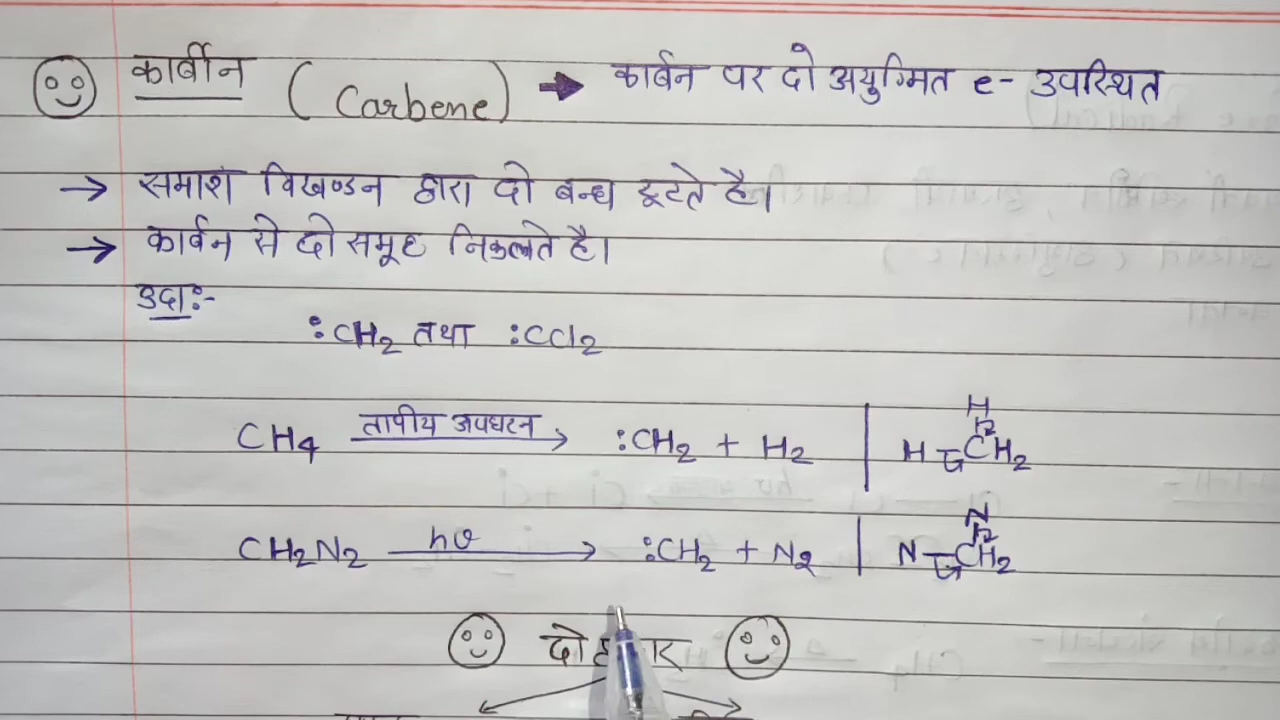 कार्बीन (Carbene) → कार्बन पर दो अयुग्मित e- उपस्थित
→ समाश विखण्डन द्वारा दो बन्ध टूटते है।
→ कार्बन से दो समूह निकलते है।
उदा:-
:CH2 तथा :CCl2
CH4 तापीय अपघटन → :CH2 + H2 | H CH2 H
CH2N2 hν → :CH2 + N2 | N CH2 N
दो